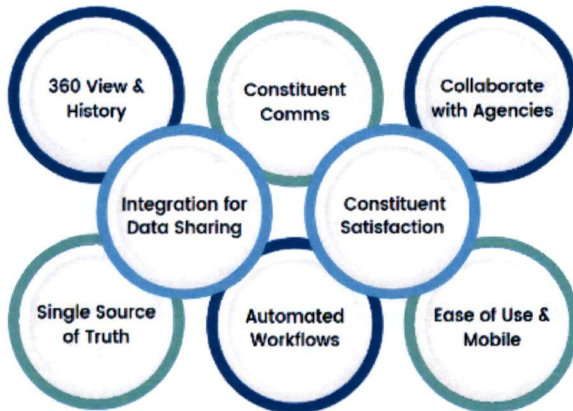 360 View &
History
Constituent
Comms
Collaborate
with Agencies
Integration for
Data Sharing
Constituent
Satisfaction
Single Source
of Truth
Automated
Workflows
Ease of Use &
Mobile